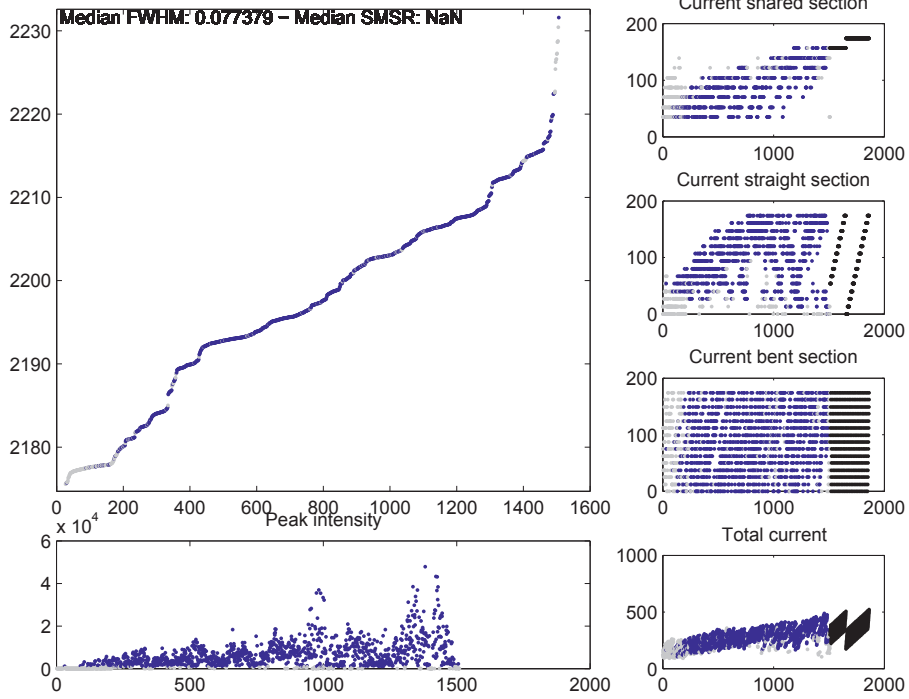 Median FWHM: 0.077379 – Median SMSR: NaN
2230
2220
2210
2200
2190
2180
0 200 400 600 800 1000 1200 1400 1600
Peak intensity
x 10^4
6
4
2
0
0 500 1000 1500 2000
Current shared section
200
100
0
0 1000 2000
Current straight section
200
100
0
0 1000 2000
Current bent section
200
100
0
0 1000 2000
Total current
1000
500
0
0 1000 2000